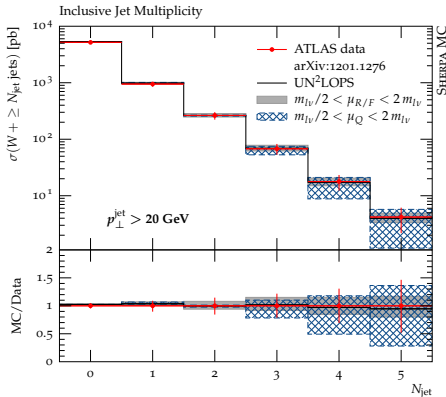 Inclusive Jet Multiplicity
SHERPA MC
σ(W + ≥ N_jet jets) [pb]
10^4
10^3
10^2
10^1
ATLAS data
arXiv:1201.1276
UN²LOPS
m_lν/2 < μ_R/F < 2 m_lν
m_lν/2 < μ_Q < 2 m_lν
p_⊥^jet > 20 GeV
MC/Data
2
1.5
1
0.5
0
0 1 2 3 4 5
N_jet